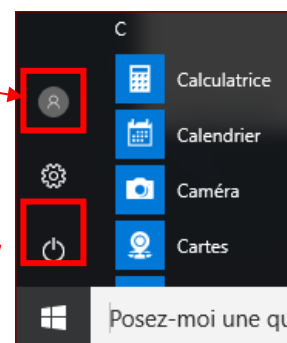 C
Calculatrice
Calendrier
Caméra
Cartes
Posez-moi une qu